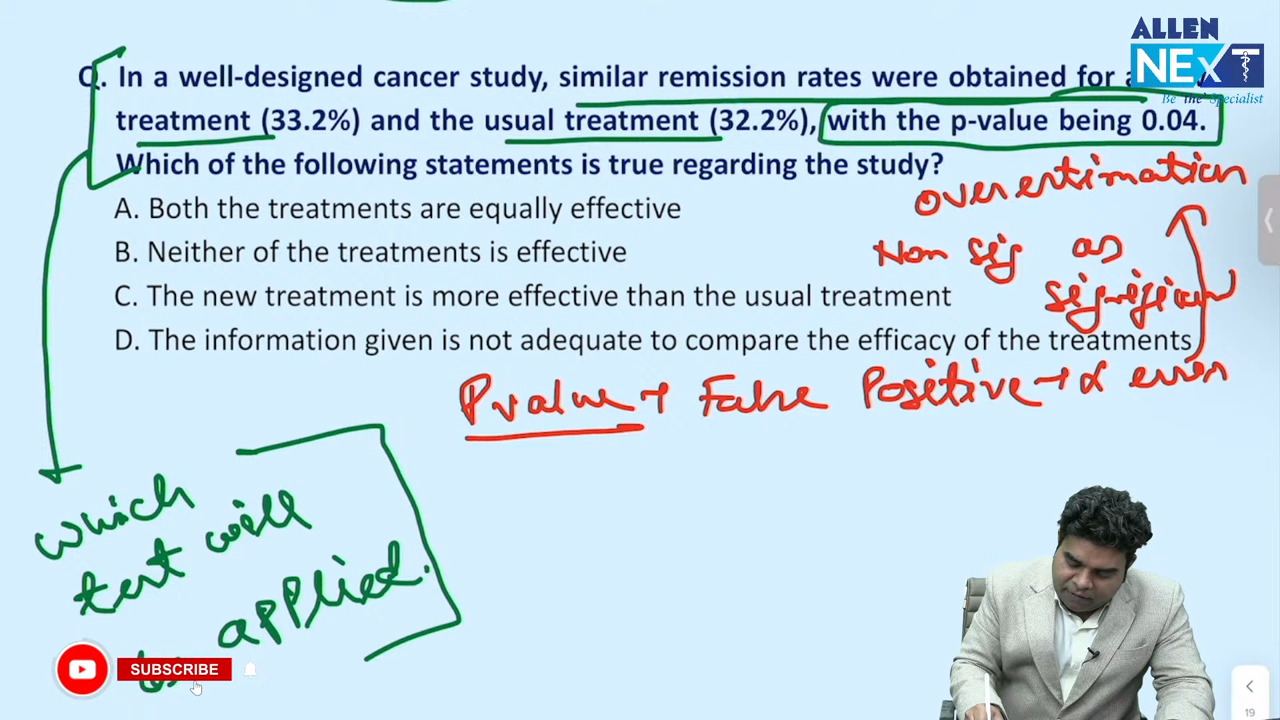 ALLEN
NEXT
Be the Specialist
Q. In a well-designed cancer study, similar remission rates were obtained for a
treatment (33.2%) and the usual treatment (32.2%), with the p-value being 0.04.
Which of the following statements is true regarding the study?
A. Both the treatments are equally effective
B. Neither of the treatments is effective
C. The new treatment is more effective than the usual treatment
D. The information given is not adequate to compare the efficacy of the treatments
overestimation
Non sig as
significant
Pvalue → False Positive → α error
which
test will
be applied.
SUBSCRIBE
19